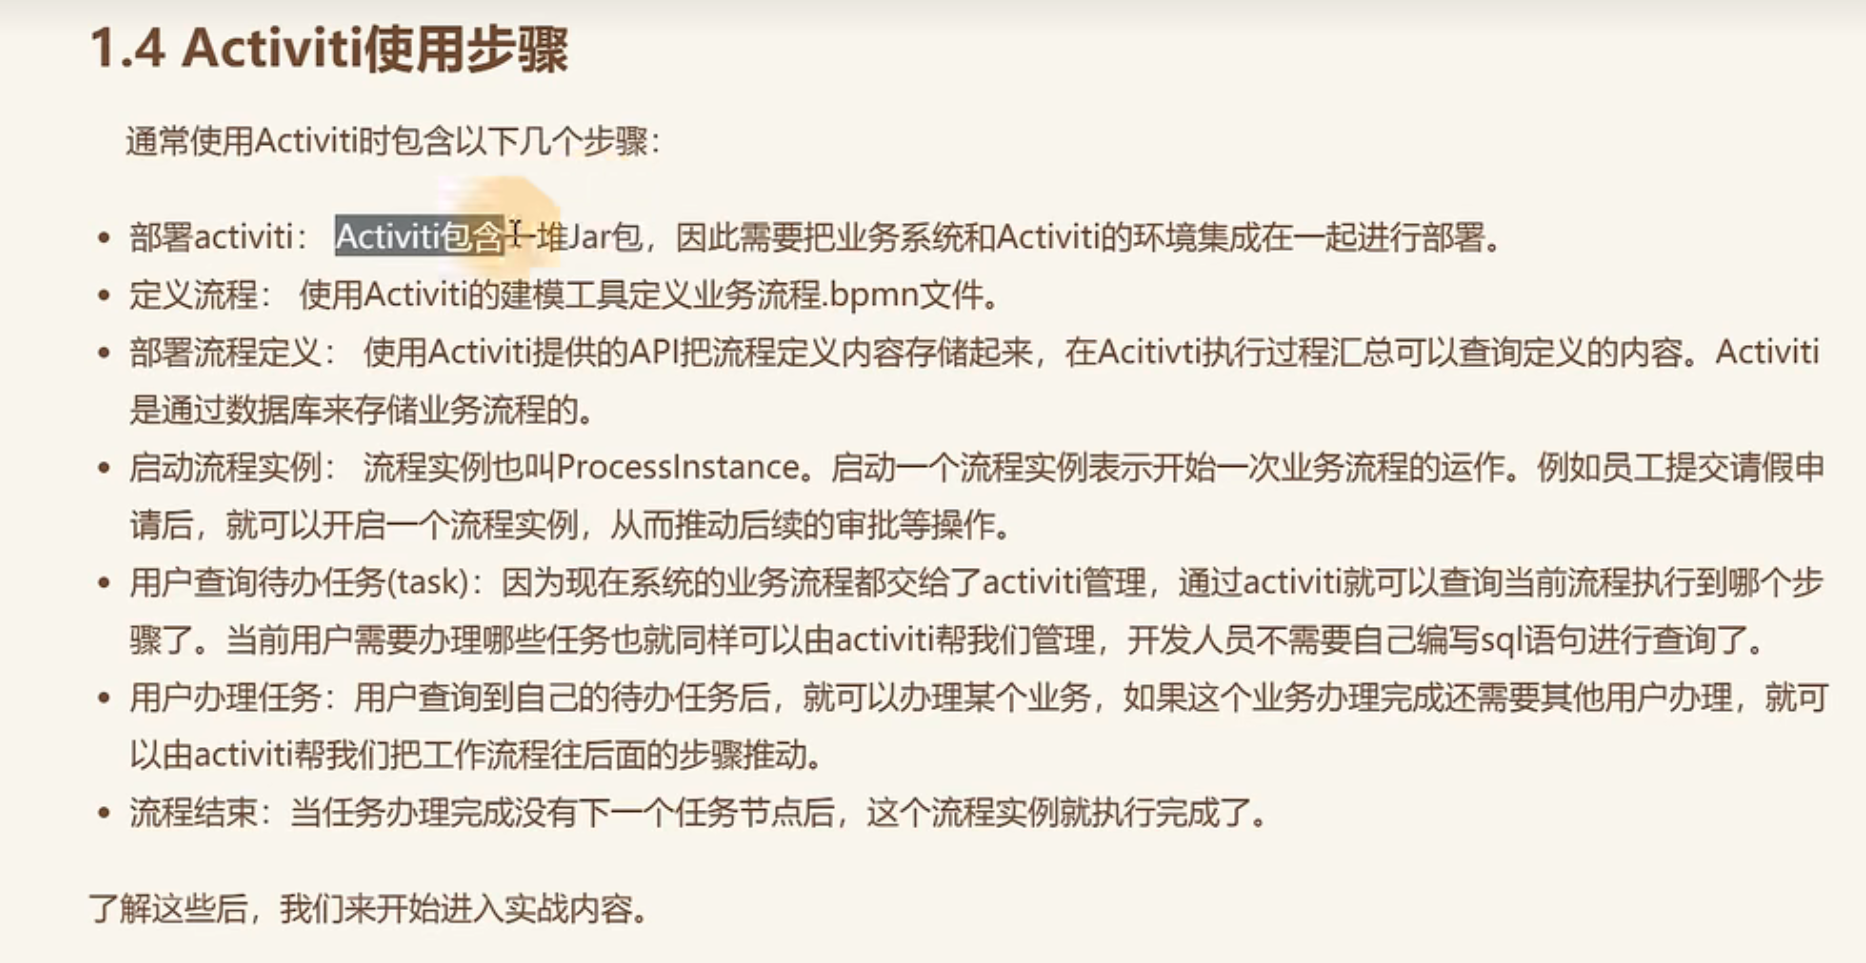 1.4 Activiti使用步骤
通常使用Activiti时包含以下几个步骤：
部署activiti： Activiti包含一堆Jar包，因此需要把业务系统和Activiti的环境集成在一起进行部署。
定义流程： 使用Activiti的建模工具定义业务流程.bpmn文件。
部署流程定义： 使用Activiti提供的API把流程定义内容存储起来，在Acitivti执行过程汇总可以查询定义的内容。Activiti
是通过数据库来存储业务流程的。
启动流程实例： 流程实例也叫ProcessInstance。启动一个流程实例表示开始一次业务流程的运作。例如员工提交请假申
请后，就可以开启一个流程实例，从而推动后续的审批等操作。
用户查询待办任务(task)：因为现在系统的业务流程都交给了activiti管理，通过activiti就可以查询当前流程执行到哪个步
骤了。当前用户需要办理哪些任务也就同样可以由activiti帮我们管理，开发人员不需要自己编写sql语句进行查询了。
用户办理任务：用户查询到自己的待办任务后，就可以办理某个业务，如果这个业务办理完成还需要其他用户办理，就可
以由activiti帮我们把工作流程往后面的步骤推动。
流程结束：当任务办理完成没有下一个任务节点后，这个流程实例就执行完成了。
了解这些后，我们来开始进入实战内容。